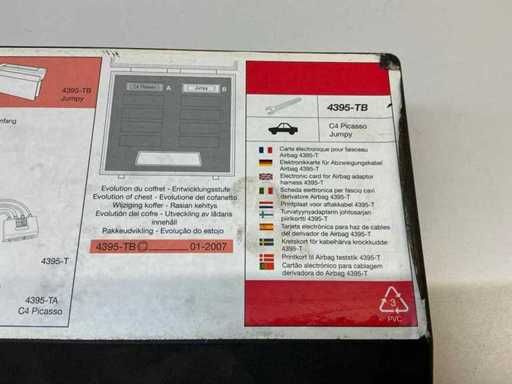 4395-TB
Jumpy
4395-T
4395-TA
C4 Picasso
C4 Picasso A Jumpy B
Evolution du coffret - Entwicklungsstufe
Evolution of chest - Evolutione del cofanetto
Wijziging koffer - Rasian kehitys
Evolución del cofre - Utveckling av lådans
innehåll
Pakkeudvikling - Evolução do estojo
4395-TB 01-2007
4395-TB
C4 Picasso
Jumpy
Carte électronique pour faisceau
Airbag 4395-T
Elektronikkarte für Abzweigungskabel
Airbag 4395-T
Electronic card for Airbag adaptor
harness 4395-T
Scheda elettronica per fascio cavi
derivatore Airbag 4395-T
Printplaat voor aftakkabel 4395-T
Turvatyynyadapterin johtosarjan
piirikortti 4395-T
Tarjeta electrónica para haz de cables
del derivador de Airbag 4395-T
Kretskort för kabelhärva krockkudde
4395-T
Printkort til Airbag teststik 4395-T
Cartão electrónico para cablagem
derivadora do Airbag 4395-T
3
PVC